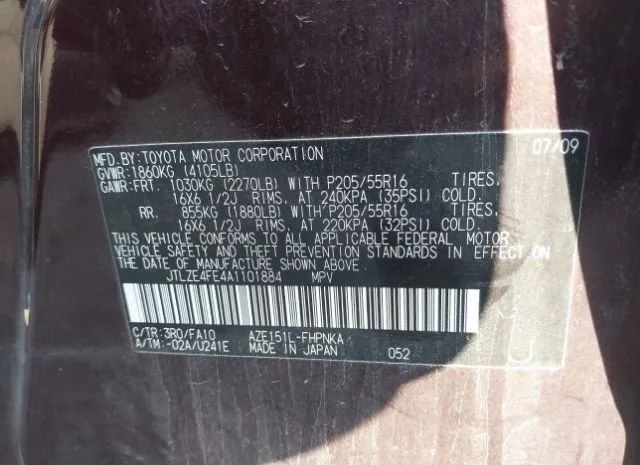 MFD. BY: TOYOTA MOTOR CORPORATION 07/09
GVWR: 1860KG (4105LB)
GAWR: FRT. 1030KG (2270LB) WITH P205/55R16 TIRES,
16X6 1/2J RIMS, AT 240KPA (35PSI) COLD.
RR. 855KG (1880LB) WITH P205/55R16 TIRES,
16X6 1/2J RIMS, AT 220KPA (32PSI) COLD.
THIS VEHICLE CONFORMS TO ALL APPLICABLE FEDERAL MOTOR
VEHICLE SAFETY AND THEFT PREVENTION STANDARDS IN EFFECT ON
THE DATE OF MANUFACTURE SHOWN ABOVE.
JTLZE4FE4A1101884 MPV
C/TR: 3R0/FA10 AZE151L-FHPNKA
A/TM: -02A/U241E MADE IN JAPAN 052